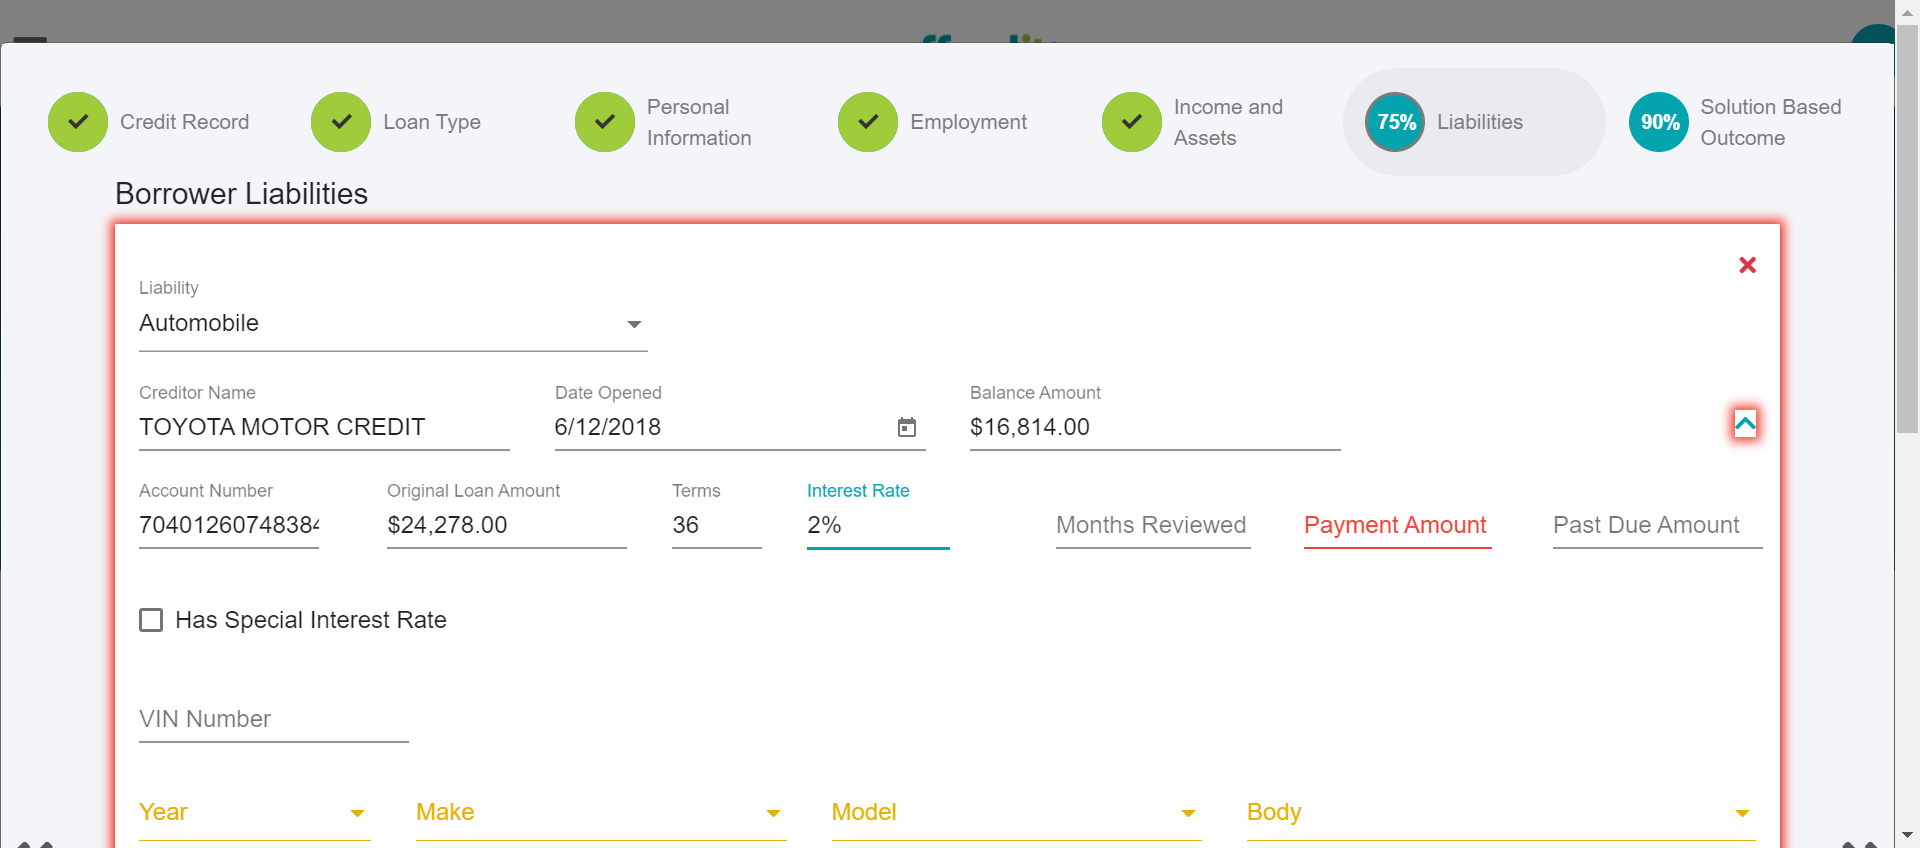 Credit Record
Loan Type
Personal
Information
Employment
Income and
Assets
75%
Liabilities
90%
Solution Based
Outcome
Borrower Liabilities
Liability
Automobile
Creditor Name
Date Opened
Balance Amount
TOYOTA MOTOR CREDIT
6/12/2018
$16,814.00
Account Number
Original Loan Amount
Terms
Interest Rate
70401260748384
$24,278.00
36
2%
Months Reviewed
Payment Amount
Past Due Amount
Has Special Interest Rate
VIN Number
Year
Make
Model
Body